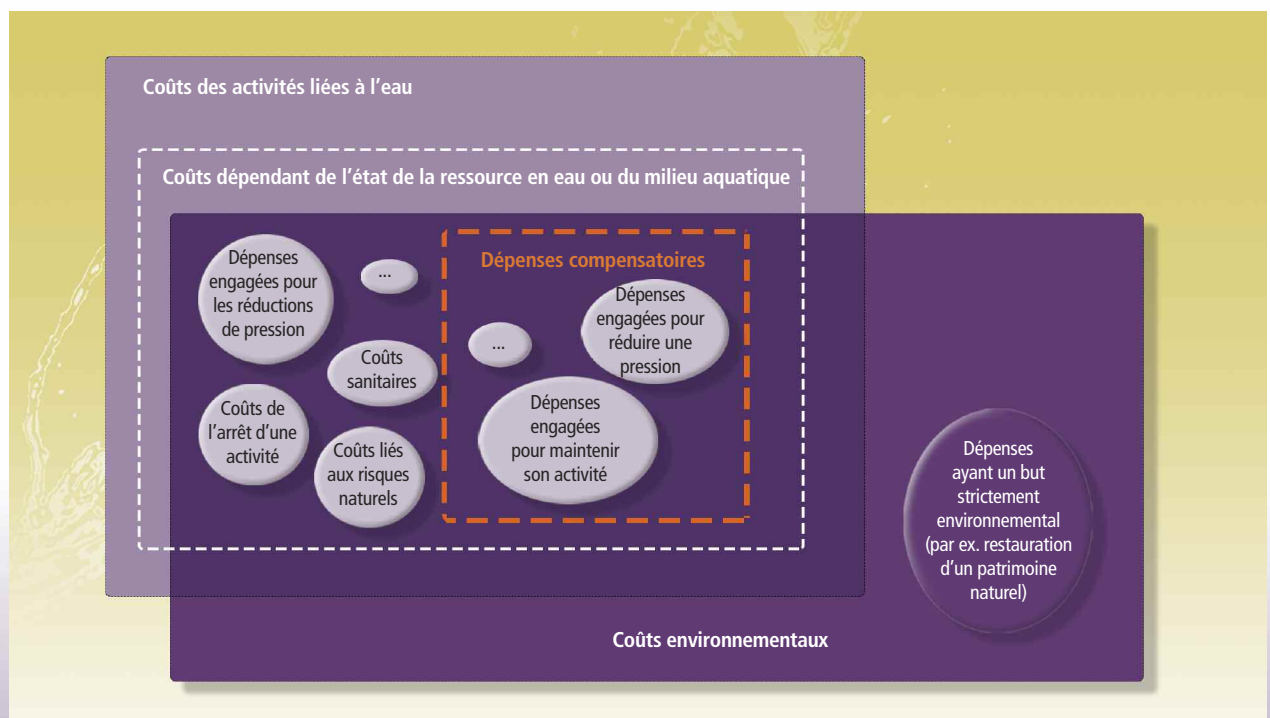 Coûts des activités liées à l’eau
Coûts dépendant de l’état de la ressource en eau ou du milieu aquatique
Dépenses
engagées pour
les réductions
de pression
...
Coûts
sanitaires
Coûts de
l’arrêt d’une
activité
Coûts liés
aux risques
naturels
Dépenses compensatoires
Dépenses
engagées pour
réduire une
pression
...
Dépenses
engagées
pour maintenir
son activité
Dépenses
ayant un but
strictement
environnemental
(par ex. restauration
d’un patrimoine
naturel)
Coûts environnementaux